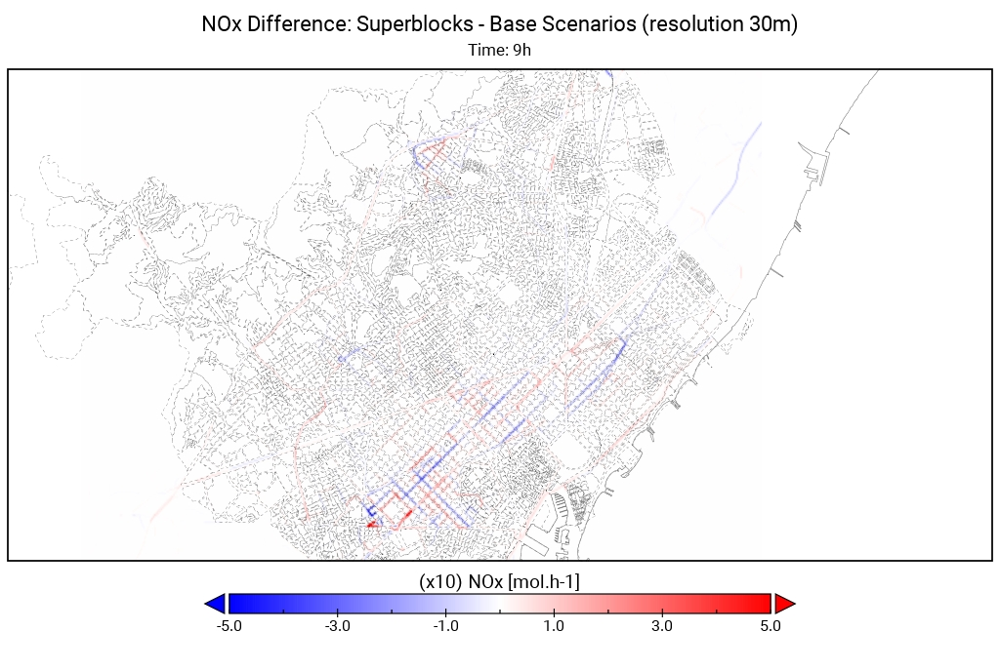 NOx Difference: Superblocks - Base Scenarios (resolution 30m)
Time: 9h
(x10) NOx [mol.h-1]
-5.0 -3.0 -1.0 1.0 3.0 5.0